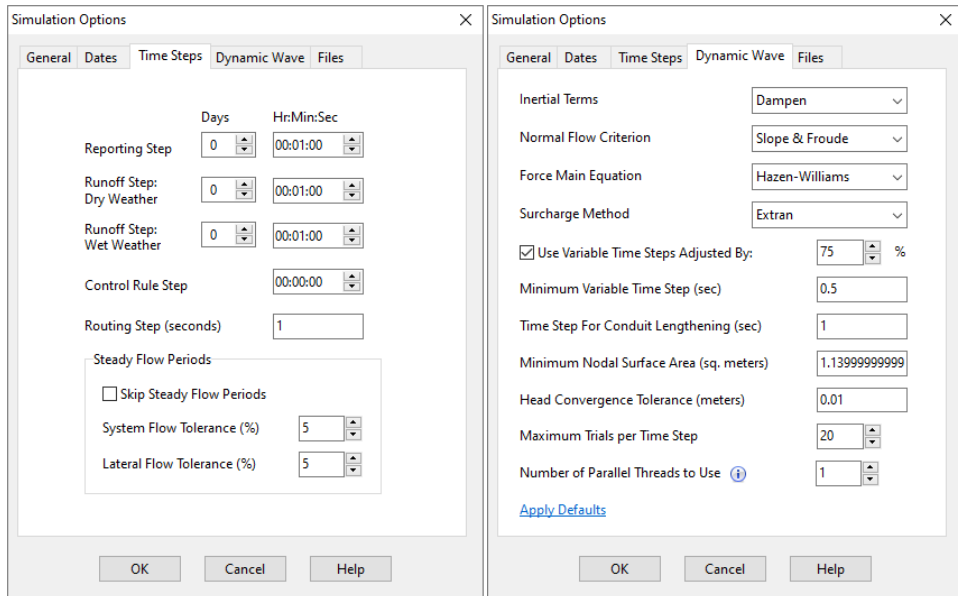 Simulation Options
General Dates Time Steps Dynamic Wave Files
Days Hr:Min:Sec
Reporting Step 0 00:01:00
Runoff Step:
Dry Weather 0 00:01:00
Runoff Step:
Wet Weather 0 00:01:00
Control Rule Step 00:00:00
Routing Step (seconds) 1
Steady Flow Periods
Skip Steady Flow Periods
System Flow Tolerance (%) 5
Lateral Flow Tolerance (%) 5
OK Cancel Help
Simulation Options
General Dates Time Steps Dynamic Wave Files
Inertial Terms Dampen
Normal Flow Criterion Slope & Froude
Force Main Equation Hazen-Williams
Surcharge Method Extran
Use Variable Time Steps Adjusted By: 75 %
Minimum Variable Time Step (sec) 0.5
Time Step For Conduit Lengthening (sec) 1
Minimum Nodal Surface Area (sq. meters) 1.13999999999
Head Convergence Tolerance (meters) 0.01
Maximum Trials per Time Step 20
Number of Parallel Threads to Use i 1
Apply Defaults
OK Cancel Help